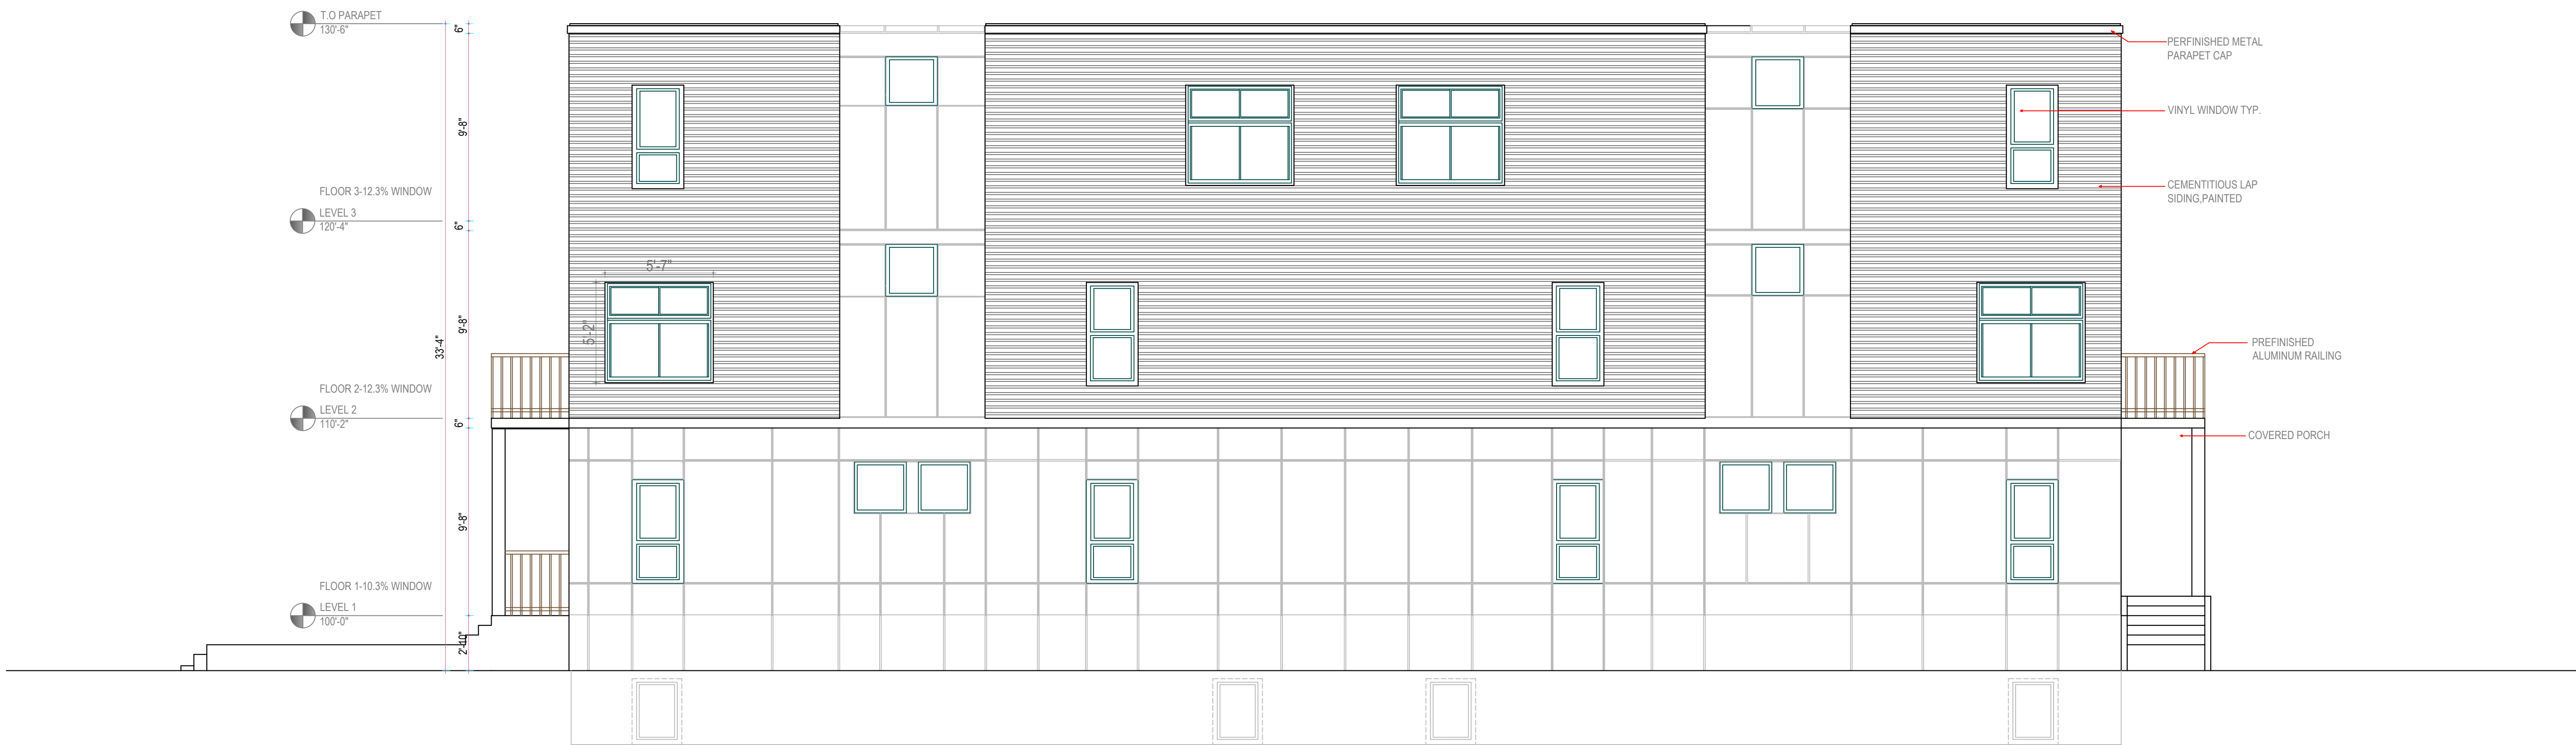 T.O PARAPET
130'-6"
6"
PERFINISHED METAL
PARAPET CAP
9'-8"
VINYL WINDOW TYP.
FLOOR 3-12.3% WINDOW
CEMENTITIOUS LAP
SIDING,PAINTED
LEVEL 3
120'-4"
6"
5'-7"
5'-2"
9'-8"
33'-4"
PREFINISHED
ALUMINUM RAILING
FLOOR 2-12.3% WINDOW
LEVEL 2
110'-2"
6"
COVERED PORCH
9'-8"
FLOOR 1-10.3% WINDOW
LEVEL 1
100'-0"
2'-10"